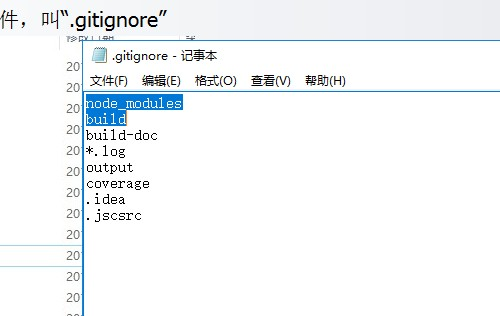 件，叫“.gitignore”
.gitignore - 记事本
文件(F) 编辑(E) 格式(O) 查看(V) 帮助(H)
node_modules
build
build-doc
*.log
output
coverage
.idea
.jscsrc